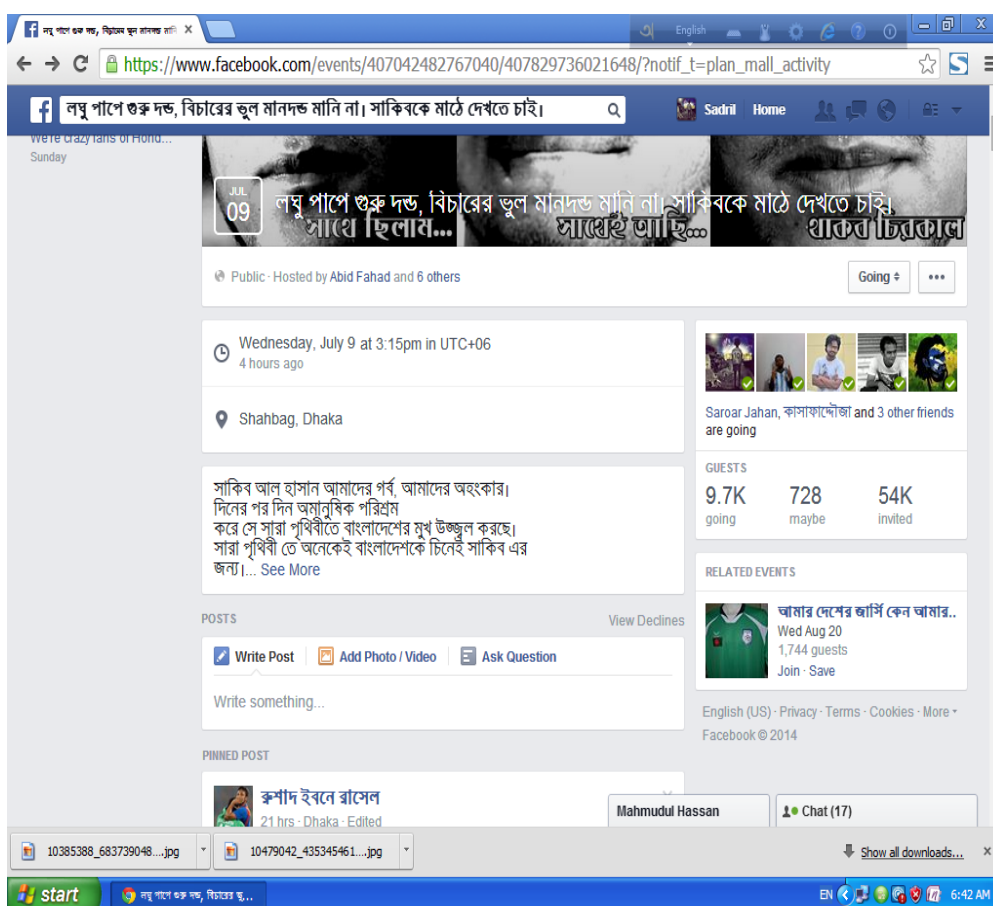 লঘু পাপে গুরু দন্ড, বিচারের ভুল মানদন্ড মানি
English
https://www.facebook.com/events/407042482767040/407829736021648/?notif_t=plan_mall_activity
লঘু পাপে গুরু দন্ড, বিচারের ভুল মানদন্ড মানি না। সাকিবকে মাঠে দেখতে চাই।
Sadril Home
We're crazy fans of Hond...
Sunday
JUL
09
লঘু পাপে গুরু দন্ড, বিচারের ভুল মানদন্ড মানি না। সাকিবকে মাঠে দেখতে চাই।
সাথে ছিলাম... সাথেই আছি... থাকব চিরকাল
Public · Hosted by Abid Fahad and 6 others
Going
Wednesday, July 9 at 3:15pm in UTC+06
4 hours ago
Shahbag, Dhaka
সাকিব আল হাসান আমাদের গর্ব, আমাদের অহংকার।
দিনের পর দিন অমানুষিক পরিশ্রম
করে সে সারা পৃথিবীতে বাংলাদেশের মুখ উজ্জ্বল করছে।
সারা পৃথিবী তে অনেকেই বাংলাদেশকে চিনেই সাকিব এর
জন্য।... See More
Saroar Jahan, কাসাফাদ্দৌজা and 3 other friends
are going
GUESTS
9.7K 728 54K
going maybe invited
RELATED EVENTS
আমার দেশের জার্সি কেন আমার..
Wed Aug 20
1,744 guests
Join · Save
English (US) · Privacy · Terms · Cookies · More
Facebook © 2014
POSTS View Declines
Write Post Add Photo / Video Ask Question
Write something...
PINNED POST
রুশাদ ইবনে রাসেল
21 hrs · Dhaka · Edited
Mahmudul Hassan
Chat (17)
10385388_683739048....jpg
10479042_435345461....jpg
Show all downloads...
start
লঘু পাপে গুরু দন্ড, বিচারের ভু...
EN
6:42 AM